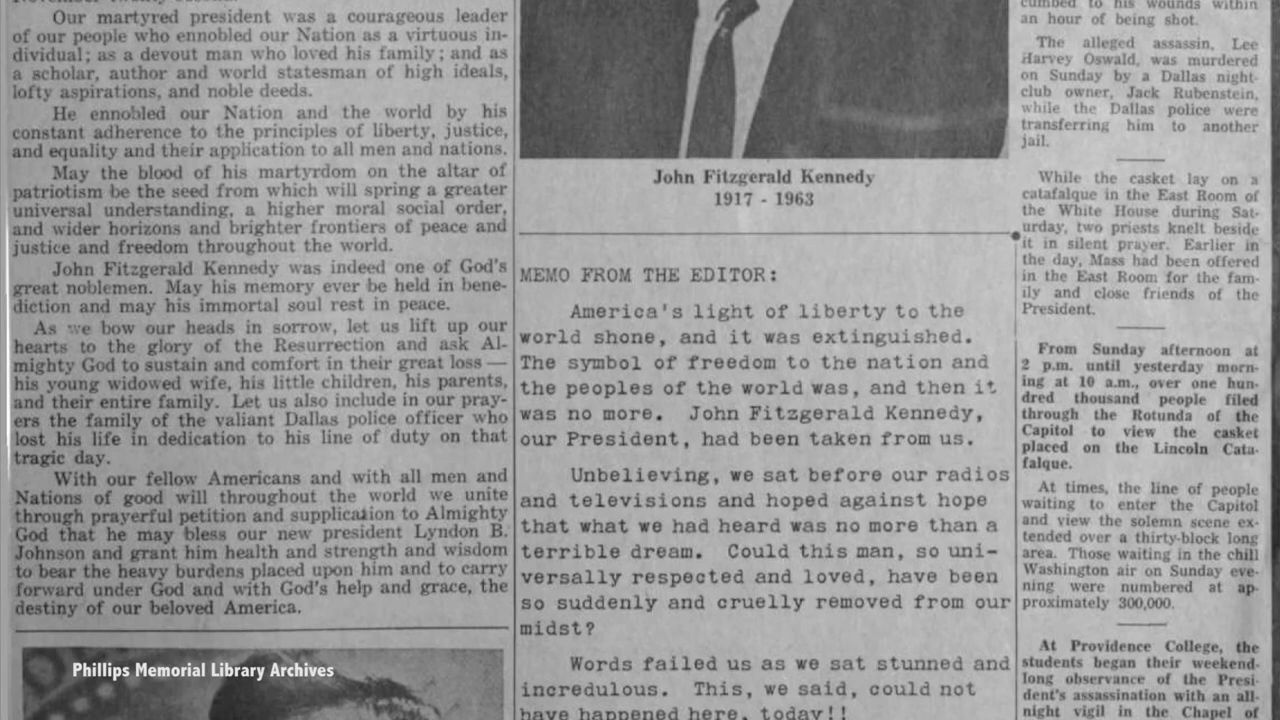 Our martyred president was a courageous leader
of our people who ennobled our Nation as a virtuous in-
dividual; as a devout man who loved his family; and as
a scholar, author and world statesman of high ideals,
lofty aspirations, and noble deeds.
He ennobled our Nation and the world by his
constant adherence to the principles of liberty, justice,
and equality and their application to all men and nations.
May the blood of his martyrdom on the altar of
patriotism be the seed from which will spring a greater
universal understanding, a higher moral social order,
and wider horizons and brighter frontiers of peace and
justice and freedom throughout the world.
John Fitzgerald Kennedy was indeed one of God's
great noblemen. May his memory ever be held in bene-
diction and may his immortal soul rest in peace.
As we bow our heads in sorrow, let us lift up our
hearts to the glory of the Resurrection and ask Al-
mighty God to sustain and comfort in their great loss —
his young widowed wife, his little children, his parents,
and their entire family. Let us also include in our pray-
ers the family of the valiant Dallas police officer who
lost his life in dedication to his line of duty on that
tragic day.
With our fellow Americans and with all men and
Nations of good will throughout the world we unite
through prayerful petition and supplication to Almighty
God that he may bless our new president Lyndon B.
Johnson and grant him health and strength and wisdom
to bear the heavy burdens placed upon him and to carry
forward under God and with God's help and grace, the
destiny of our beloved America.
Phillips Memorial Library Archives
John Fitzgerald Kennedy
1917 - 1963
MEMO FROM THE EDITOR:
America's light of liberty to the
world shone, and it was extinguished.
The symbol of freedom to the nation and
the peoples of the world was, and then it
was no more. John Fitzgerald Kennedy,
our President, had been taken from us.
Unbelieving, we sat before our radios
and televisions and hoped against hope
that what we had heard was no more than a
terrible dream. Could this man, so uni-
versally respected and loved, have been
so suddenly and cruelly removed from our
midst?
Words failed us as we sat stunned and
incredulous. This, we said, could not
have happened here, today!!
cumbed to his wounds within
an hour of being shot.
The alleged assassin, Lee
Harvey Oswald, was murdered
on Sunday by a Dallas night-
club owner, Jack Rubenstein,
while the Dallas police were
transferring him to another
jail.
While the casket lay on a
catafalque in the East Room of
the White House during Sat-
urday, two priests knelt beside
it in silent prayer. Earlier in
the day, Mass had been offered
in the East Room for the fam-
ily and close friends of the
President.
From Sunday afternoon at
2 p.m. until yesterday morn-
ing at 10 a.m., over one hun-
dred thousand people filed
through the Rotunda of the
Capitol to view the casket
placed on the Lincoln Cata-
falque.
At times, the line of people
waiting to enter the Capitol
and view the solemn scene ex-
tended over a thirty-block long
area. Those waiting in the chill
Washington air on Sunday eve-
ning were numbered at ap-
proximately 300,000.
At Providence College, the
students began their weekend-
long observance of the Presi-
dent's assassination with an all-
night vigil in the Chapel of